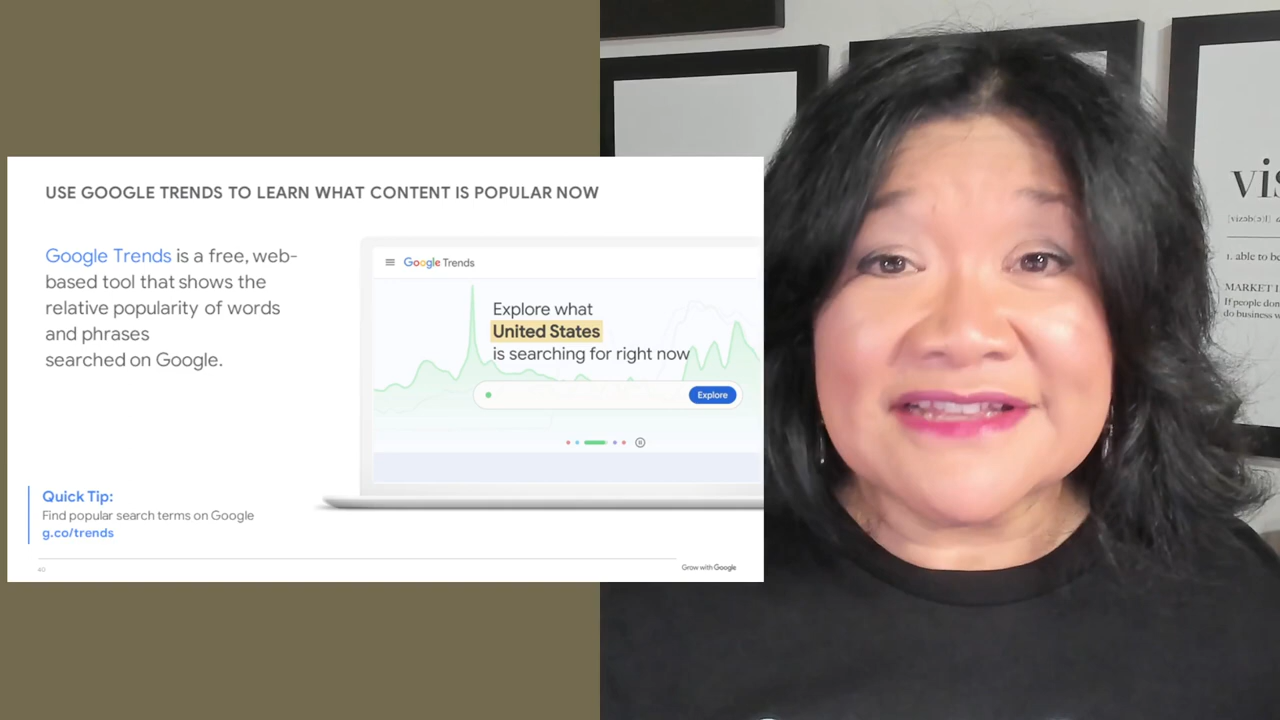 USE GOOGLE TRENDS TO LEARN WHAT CONTENT IS POPULAR NOW
Google Trends is a free, web-
based tool that shows the
relative popularity of words
and phrases
searched on Google.
Google Trends
Explore what
United States
is searching for right now
Explore
Quick Tip:
Find popular search terms on Google
g.co/trends
40
Grow with Google
vis
1. able to be
MARKET I
If people don
do business w